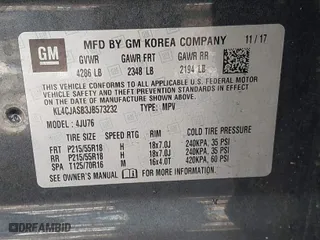 GM
MFD BY GM KOREA COMPANY 11/17
GVWR GAWR FRT GAWR RR
4286 LB 2348 LB 2194 LB
THIS VEHICLE CONFORMS TO ALL APPLICABLE U.S. FEDERAL MOTOR
VEHICLE SAFETY, BUMPER, AND THEFT PREVENTION STANDARDS IN EFFECT
ON THE DATE OF MANUFACTURE SHOWN ABOVE.
KL4CJASB3JB573232 TYPE: MPV
MODEL: 4JU76
TIRE SIZE SPEED RTG RIM COLD TIRE PRESSURE
FRT P215/55R18 H 18x7.0J 240KPA, 35 PSI
RR P215/55R18 H 18x7.0J 240KPA, 35 PSI
SPA T125/70R16 M 16x4.0T 420KPA, 60 PSI
SEE OWNER'S MANUAL FOR MORE INFORMATION.
DREAMBID